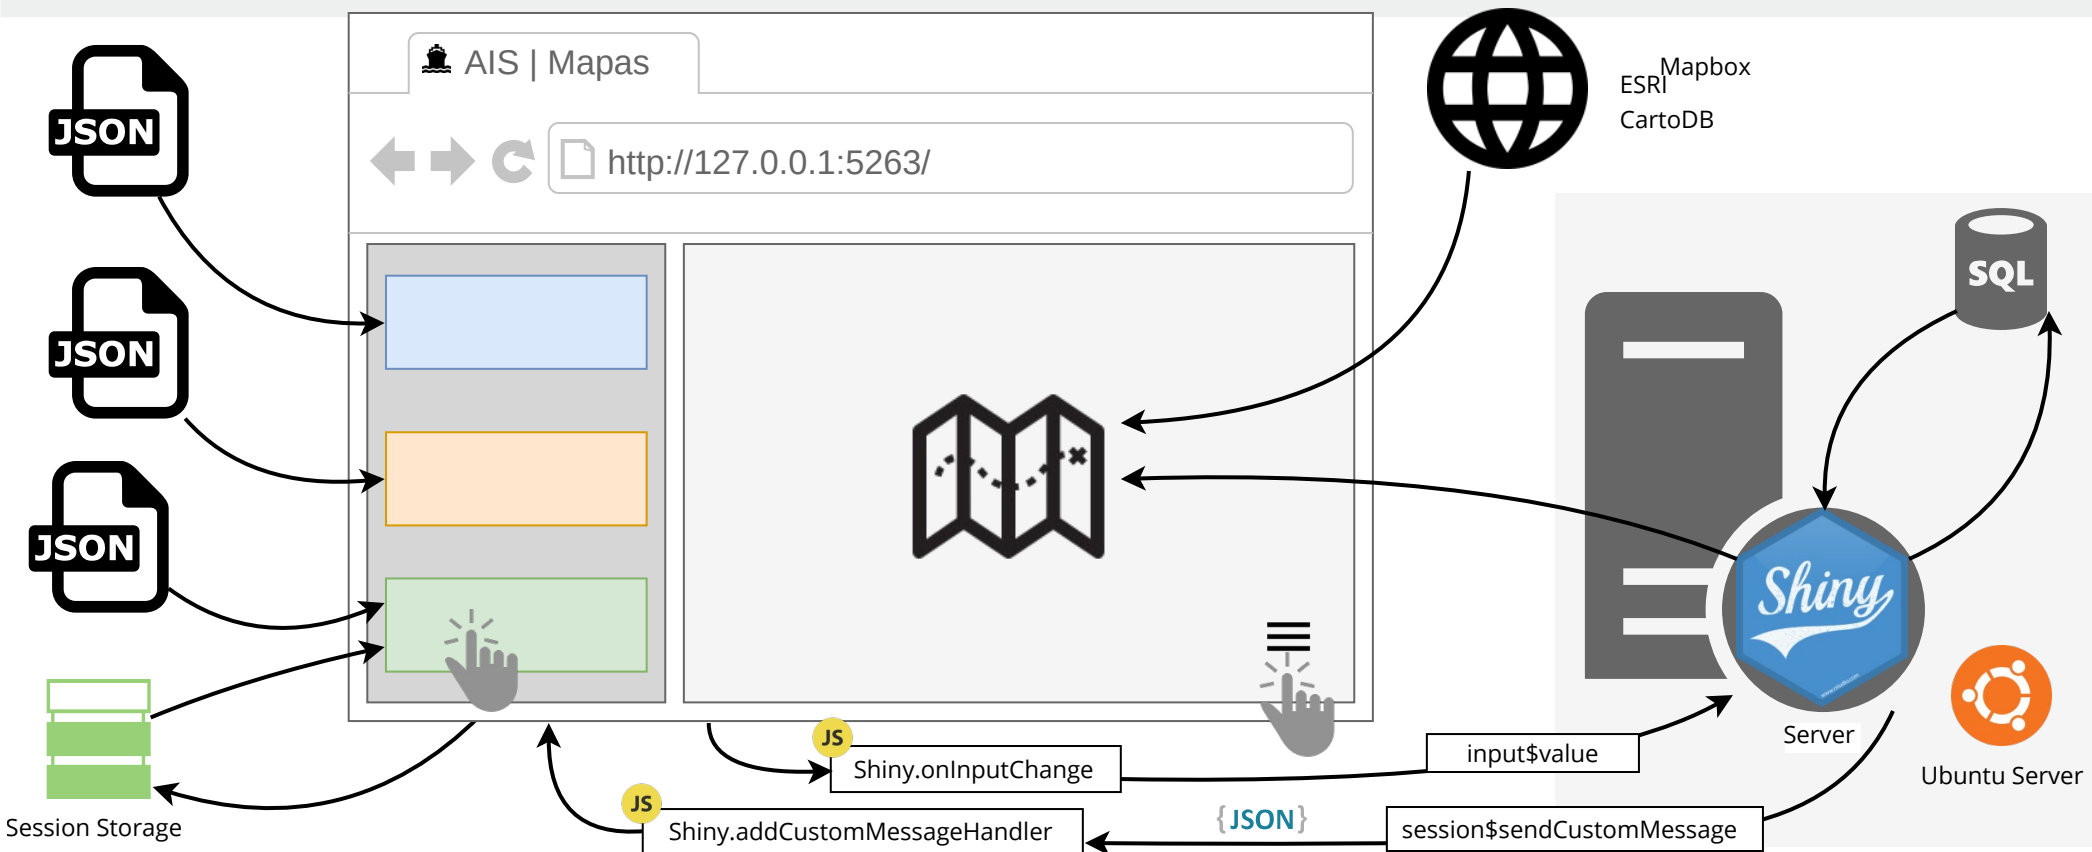 JSON
JSON
JSON
Session Storage
AIS | Mapas
http://127.0.0.1:5263/
Mapbox
ESRI
CartoDB
SQL
Shiny
Server
Ubuntu Server
JS
Shiny.onInputChange
input$value
JS
Shiny.addCustomMessageHandler
{JSON}
session$sendCustomMessage